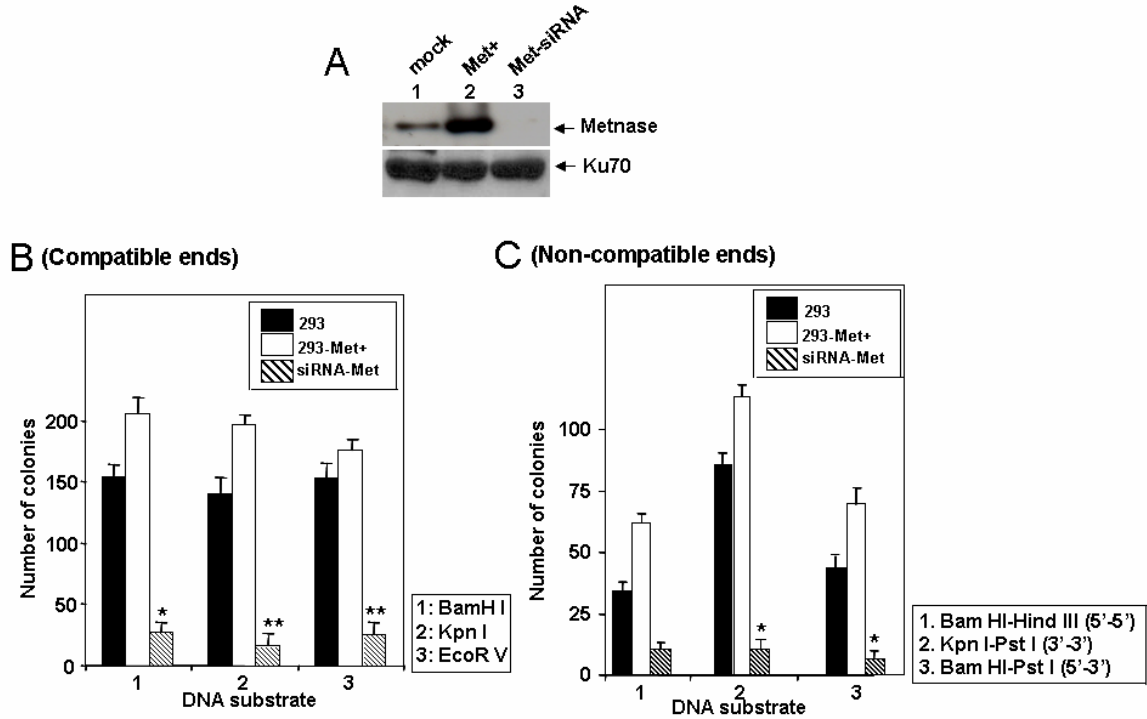 A
mock
Met+
Met-siRNA
1 2 3
Metnase
Ku70
B (Compatible ends)
293
293-Met+
siRNA-Met
Number of colonies
200
150
100
50
0
*
**
**
1 2 3
DNA substrate
1: BamH I
2: Kpn I
3: EcoR V
C (Non-compatible ends)
293
293-Met+
siRNA-Met
Number of colonies
100
75
50
25
0
*
*
1 2 3
DNA substrate
1. Bam HI-Hind III (5'-5')
2. Kpn I-Pst I (3'-3')
3. Bam HI-Pst I (5'-3')